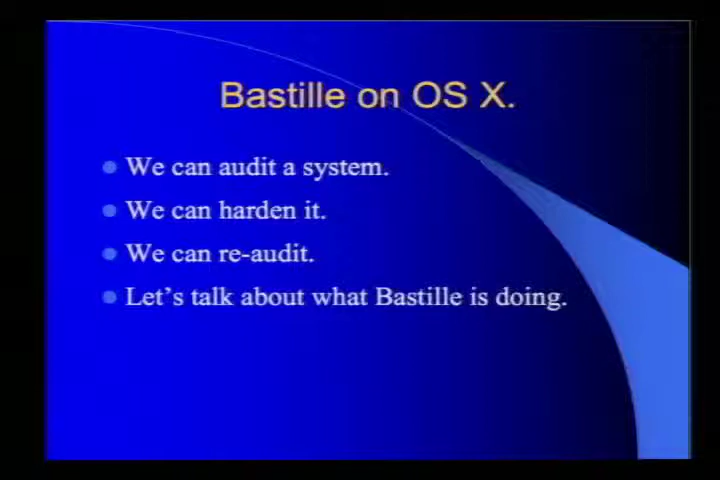 Bastille on OS X.
We can audit a system.
We can harden it.
We can re-audit.
Let's talk about what Bastille is doing.